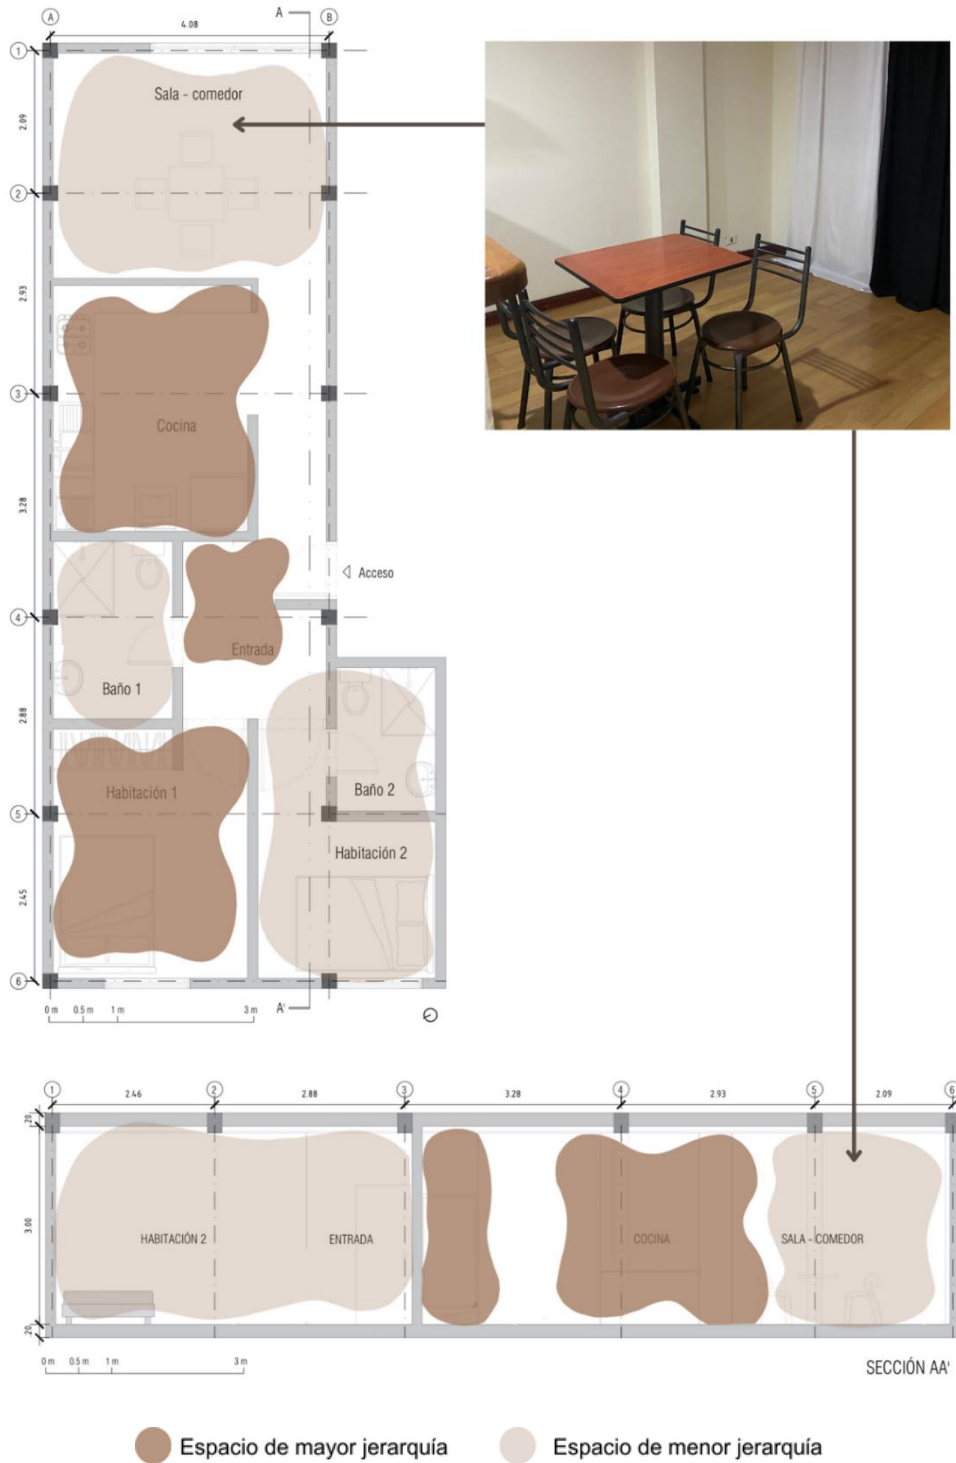 A
A
B
4.08
1
Sala - comedor
2.09
2
2.93
3
Cocina
3.28
Acceso
4
Entrada
Baño 1
2.88
Habitación 1
Baño 2
5
Habitación 2
2.45
6
A'
0 m 0.5 m 1 m 3 m
1 2 3 4 5 6
2.46 2.88 3.28 2.93 2.09
.20
3.00
HABITACIÓN 2 ENTRADA COCINA SALA - COMEDOR
.20
0 m 0.5 m 1 m 3 m
SECCIÓN AA'
Espacio de mayor jerarquía Espacio de menor jerarquía